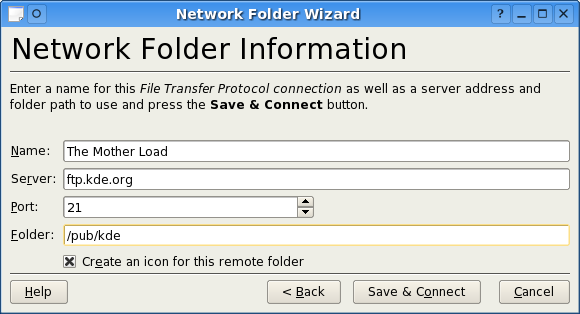 Network Folder Wizard
Network Folder Information
Enter a name for this File Transfer Protocol connection as well as a server address and
folder path to use and press the Save & Connect button.
Name: The Mother Load
Server: ftp.kde.org
Port: 21
Folder: /pub/kde
Create an icon for this remote folder
Help < Back Save & Connect Cancel